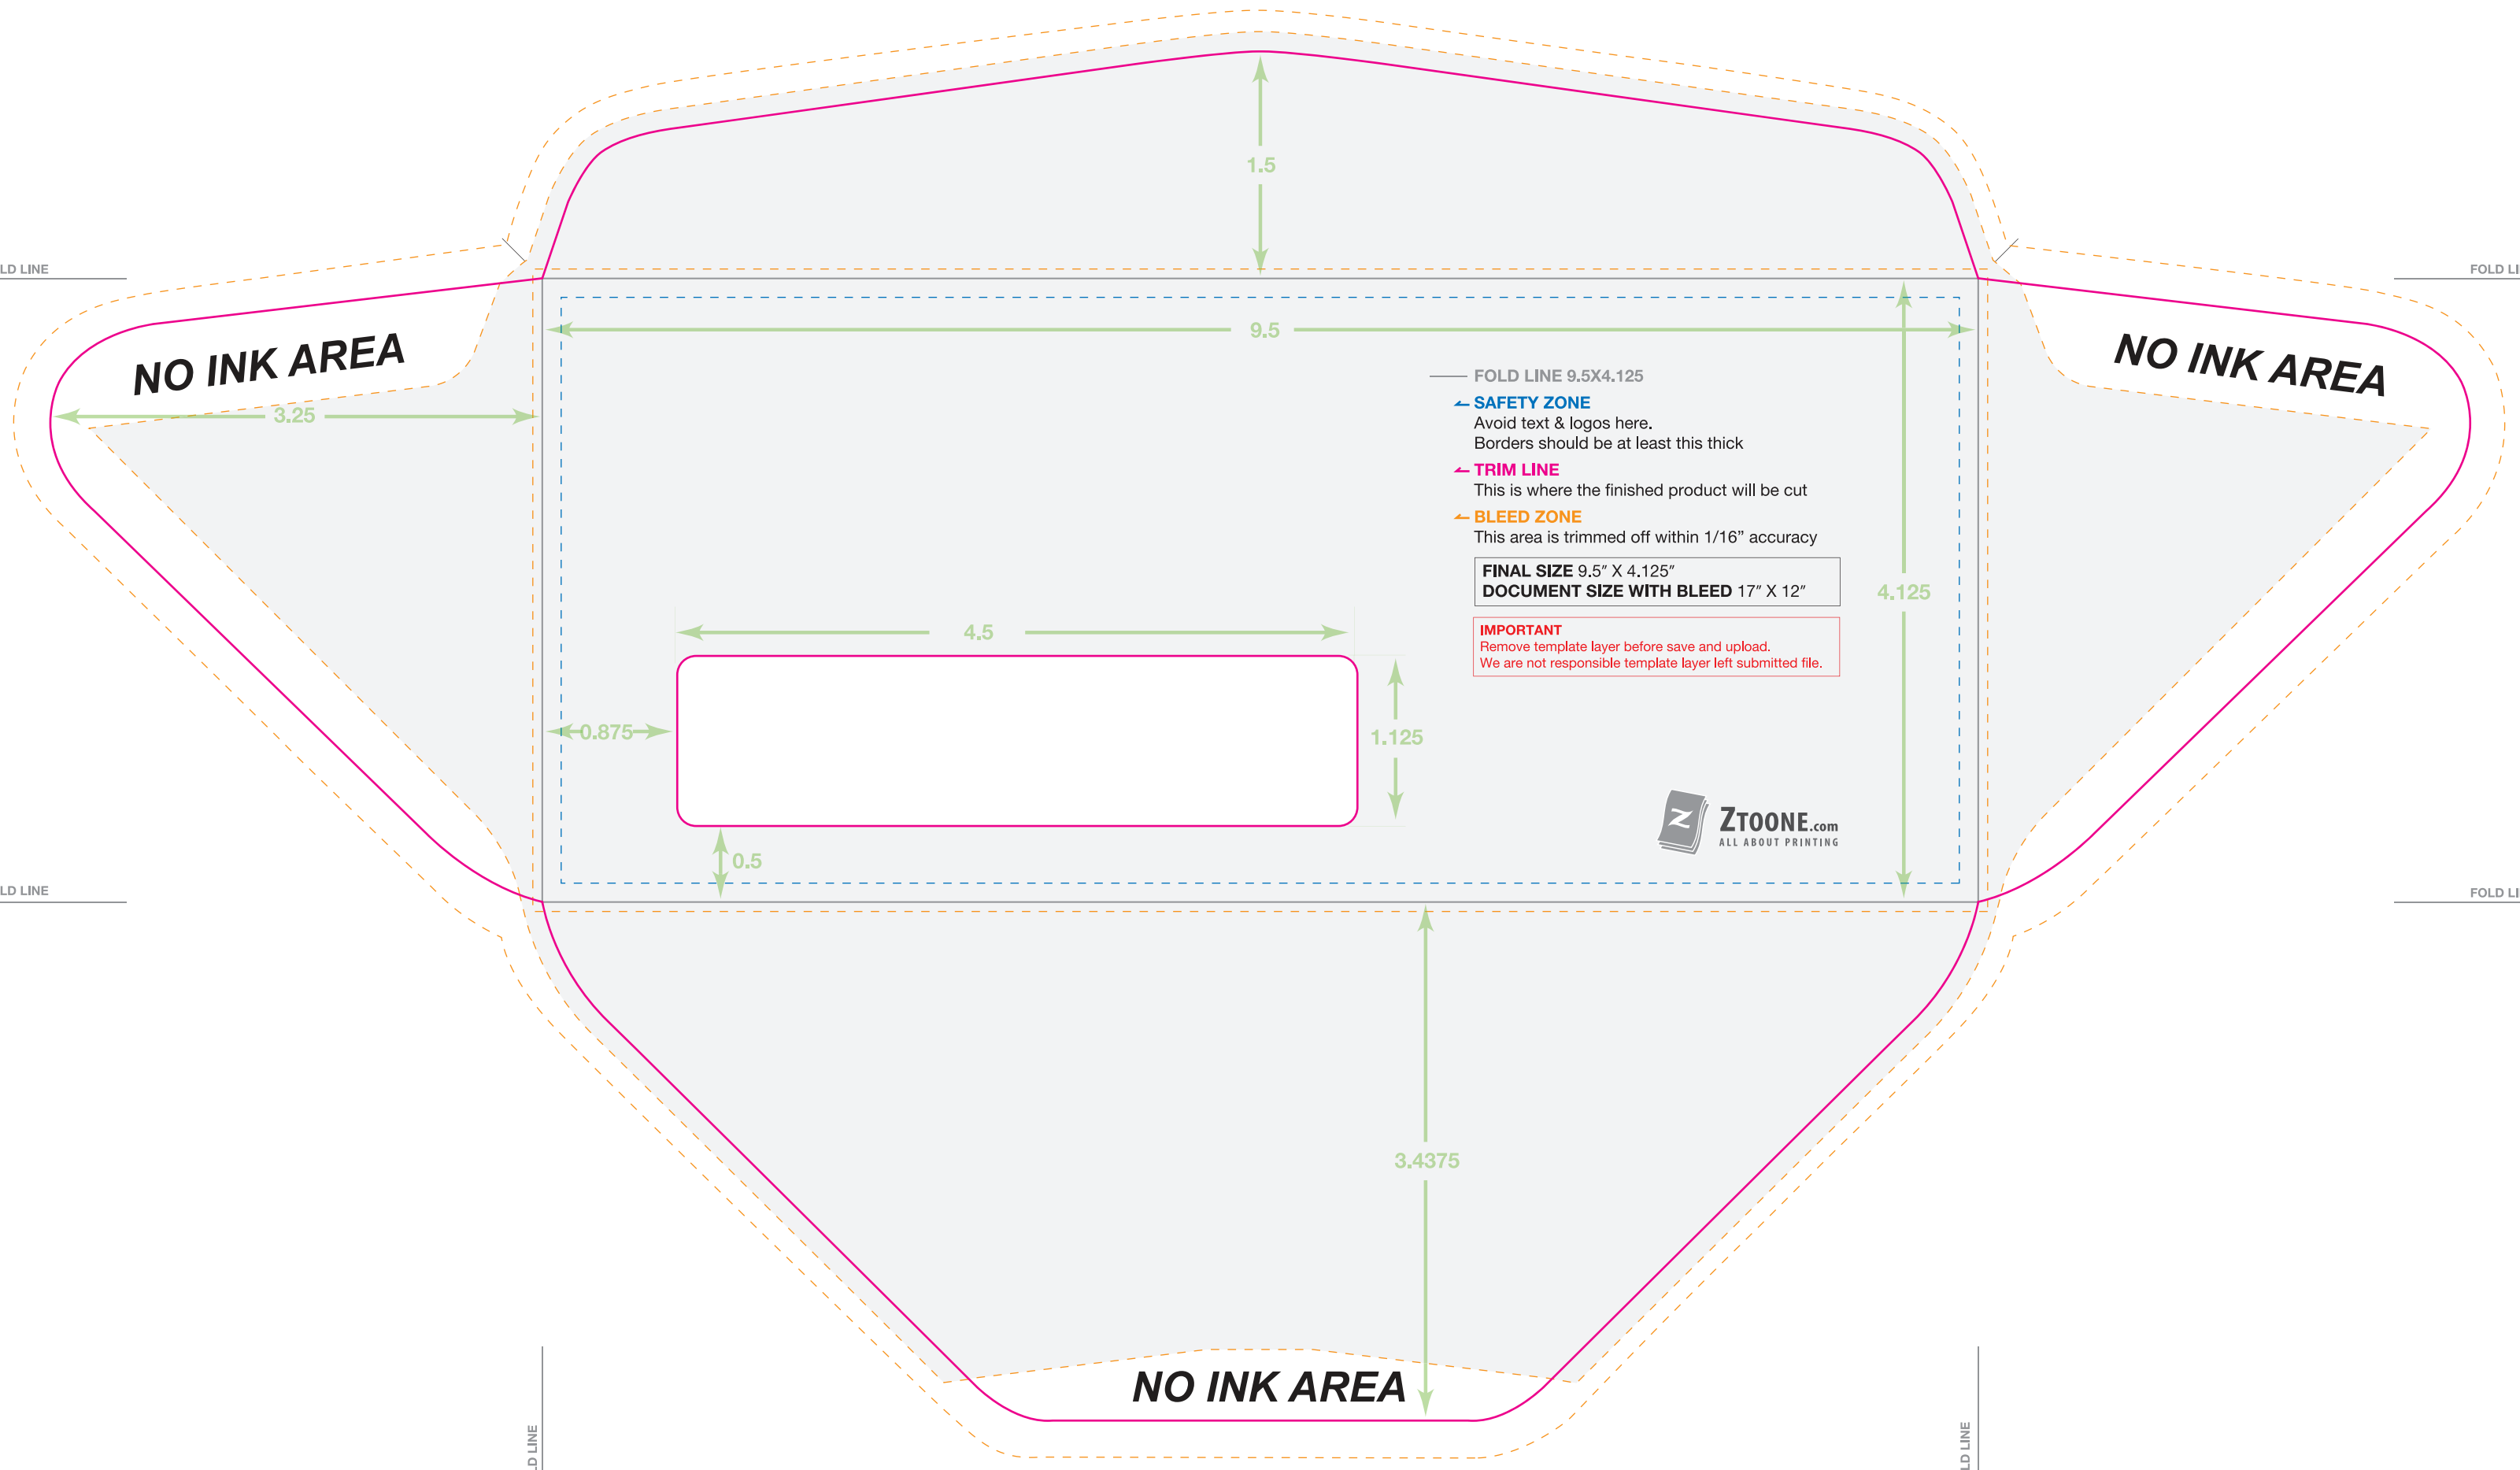 1.5
LD LINE
FOLD LI
9.5
NO INK AREA
NO INK AREA
3.25
FOLD LINE 9.5X4.125
SAFETY ZONE
Avoid text & logos here.
Borders should be at least this thick
TRIM LINE
This is where the finished product will be cut
BLEED ZONE
This area is trimmed off within 1/16” accuracy
FINAL SIZE 9.5″ X 4.125″
DOCUMENT SIZE WITH BLEED 17″ X 12″
4.125
IMPORTANT
Remove template layer before save and upload.
We are not responsible template layer left submitted file.
4.5
0.875
1.125
Z
ZTOONE.com
ALL ABOUT PRINTING
0.5
LD LINE
FOLD LI
3.4375
NO INK AREA
D LINE
LD LINE